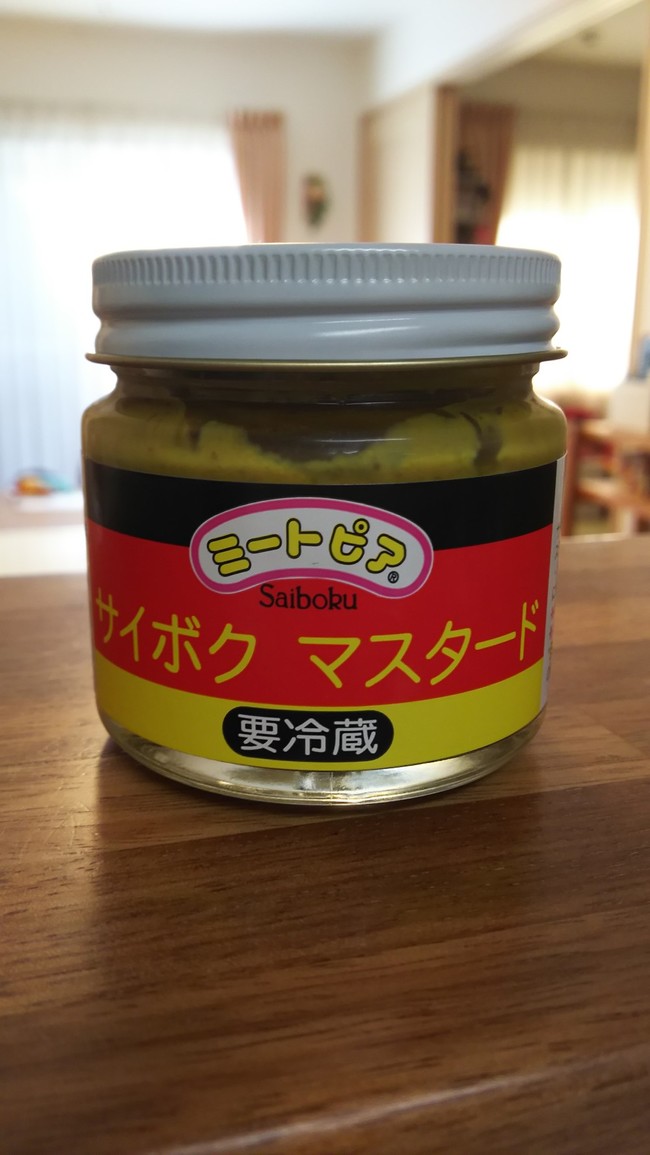 ミートピア®
Saiboku
サイボク マスタード
要冷蔵